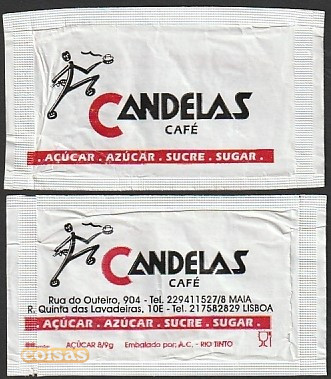 CANDELAS
CAFÉ
. AÇÚCAR . AZÚCAR . SUCRE . SUGAR .
CANDELAS
CAFÉ
Rua do Outeiro, 904 - Tel. 229411527/8 MAIA
R. Quinta das Lavadeiras, 10E - Tel. 217582829 LISBOA
. AÇÚCAR . AZÚCAR . SUCRE . SUGAR .
AÇÚCAR 8/9g Embalado por: A.C. - RIO TINTO
coisas